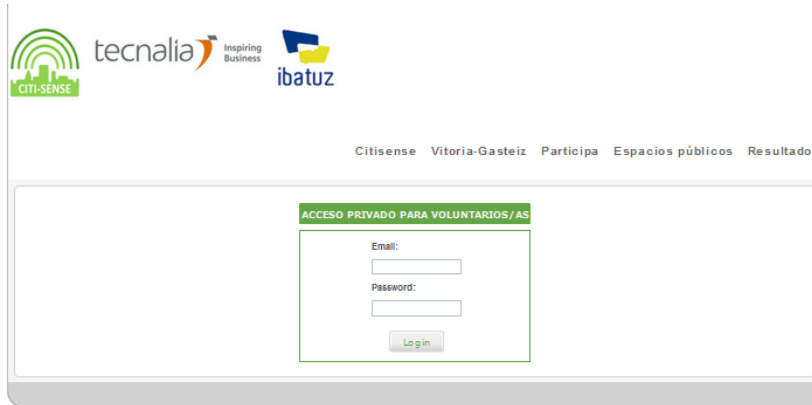 CITI-SENSE
tecnalia Inspiring Business
ibatuz
Citisense Vitoria-Gasteiz Participa Espacios públicos Resultado
ACCESO PRIVADO PARA VOLUNTARIOS/AS
Email:
Password:
Login